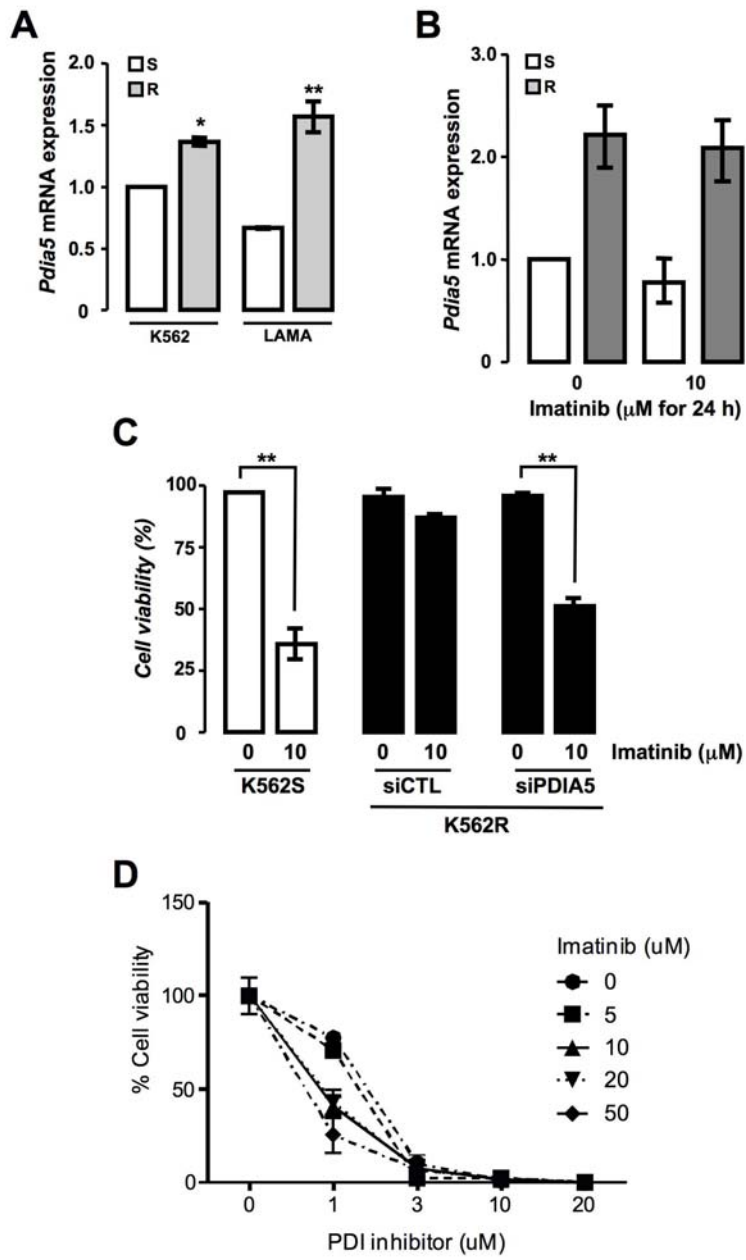 A
Pdia5 mRNA expression
S
R
2.0
1.5
1.0
0.5
0
*
**
K562
LAMA
B
Pdia5 mRNA expression
S
R
3.0
2.0
1.0
0
0
10
Imatinib (μM for 24 h)
C
Cell viability (%)
100
75
50
25
0
**
**
0 10 0 10 0 10 Imatinib (μM)
K562S siCTL siPDIA5
K562R
D
% Cell viability
150
100
50
0
Imatinib (uM)
0
5
10
20
50
0 1 3 10 20
PDI inhibitor (uM)